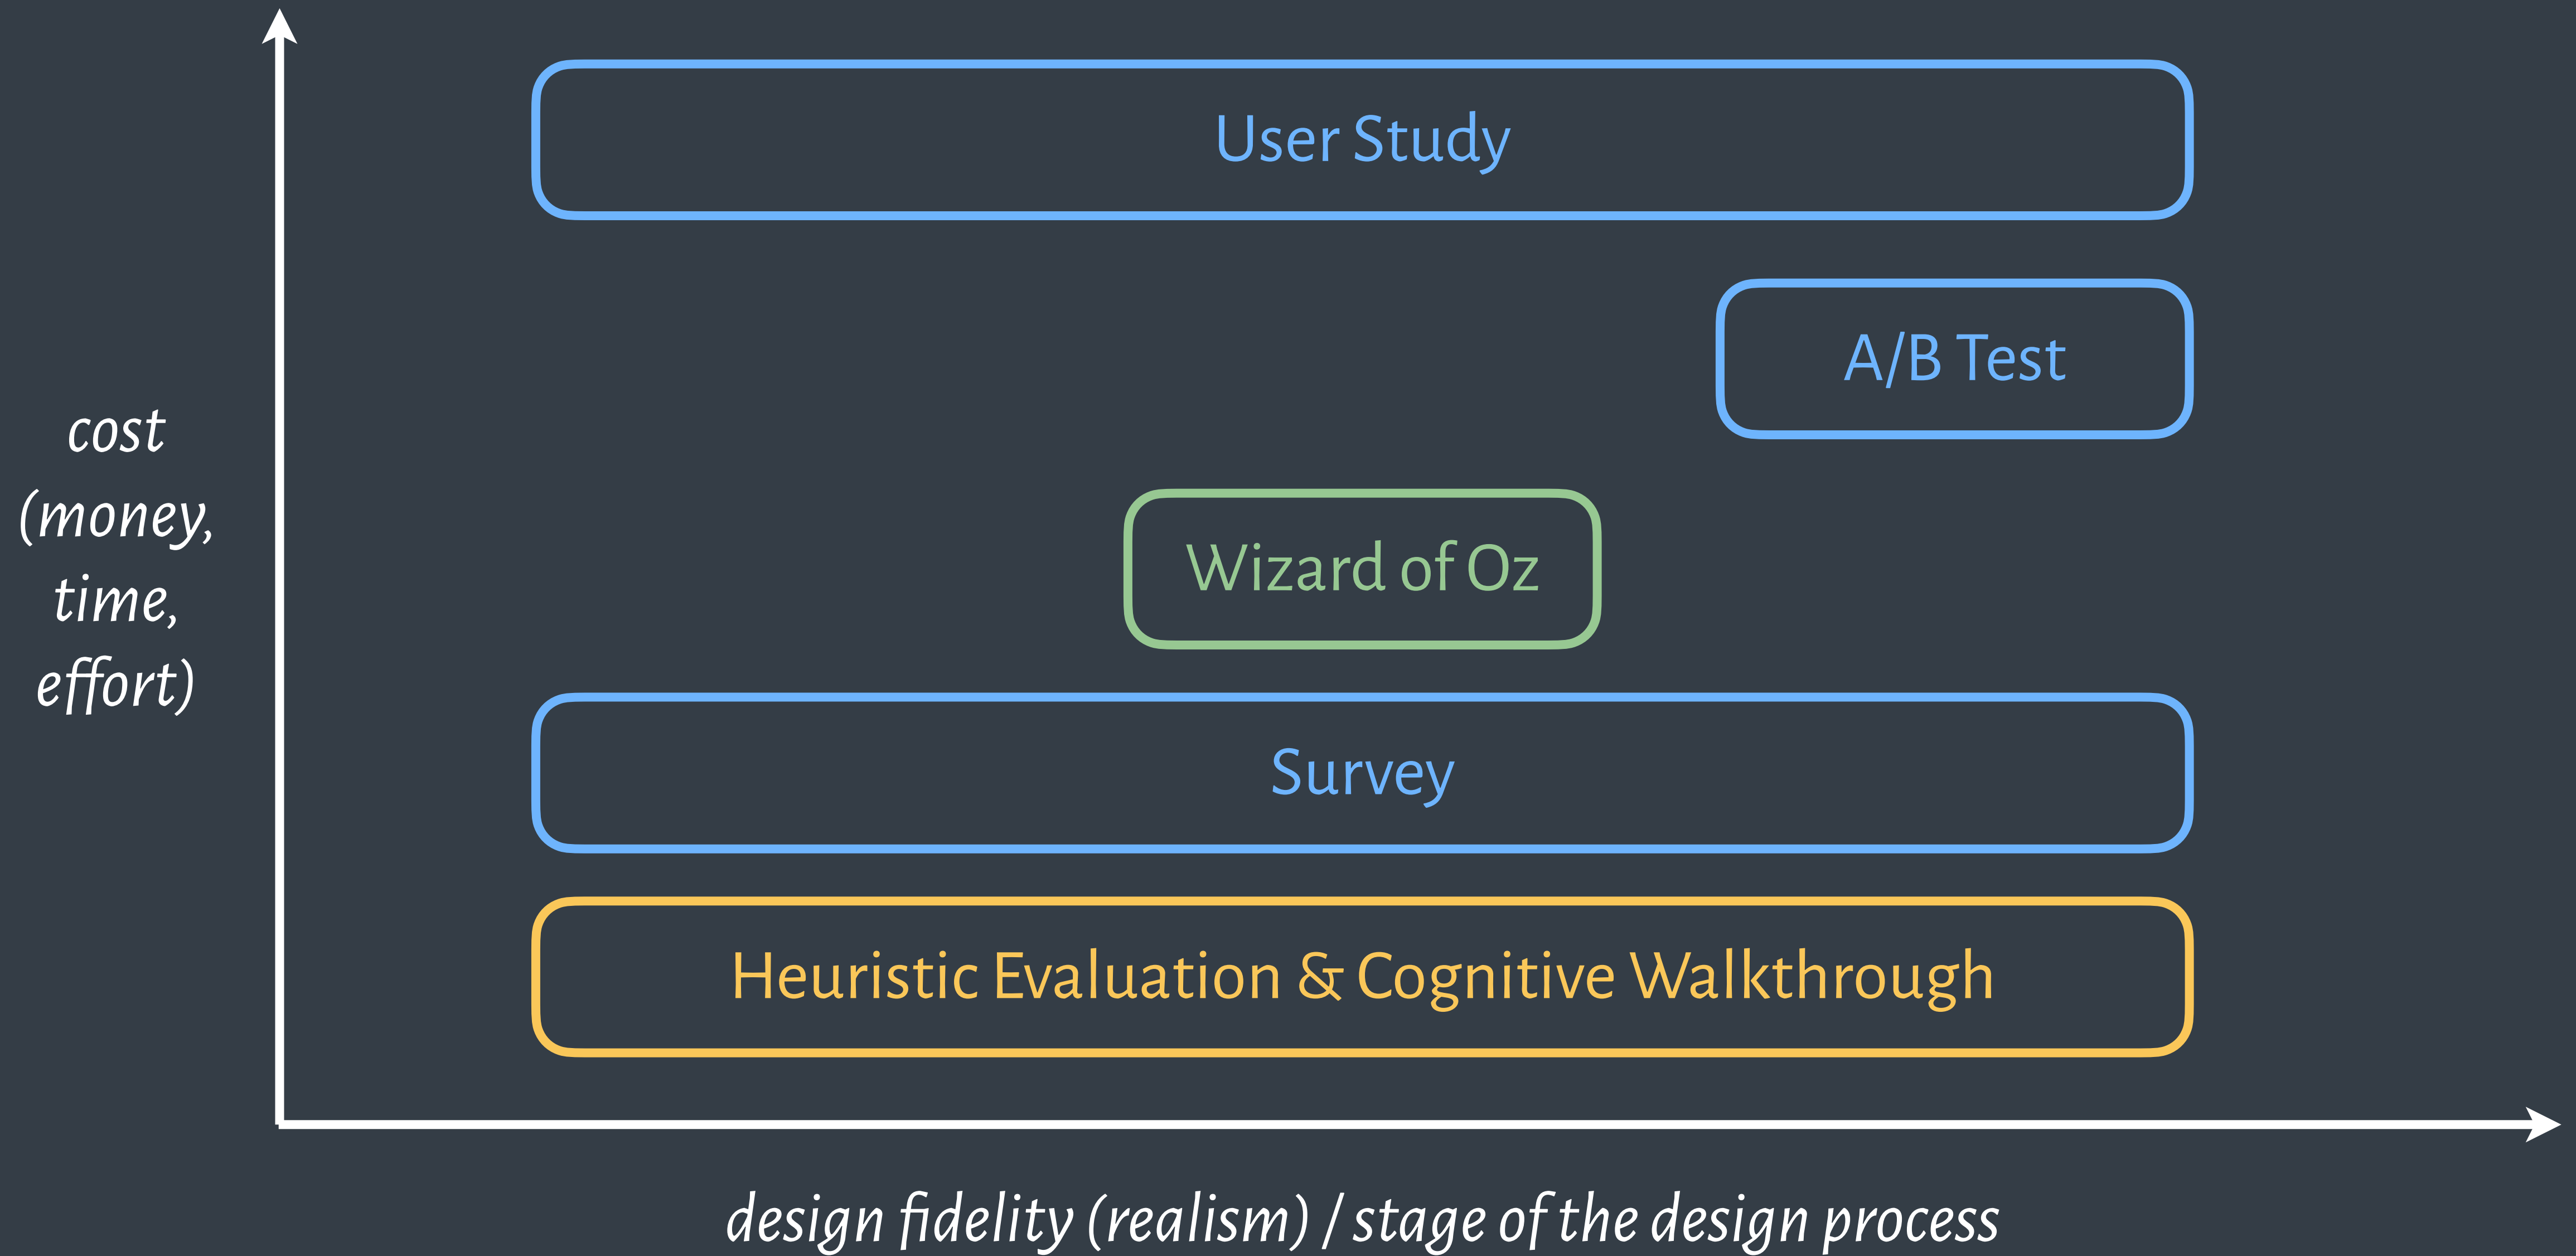 User Study
A/B Test
cost
(money,
time,
effort)
Wizard of Oz
Survey
Heuristic Evaluation & Cognitive Walkthrough
design fidelity (realism) / stage of the design process